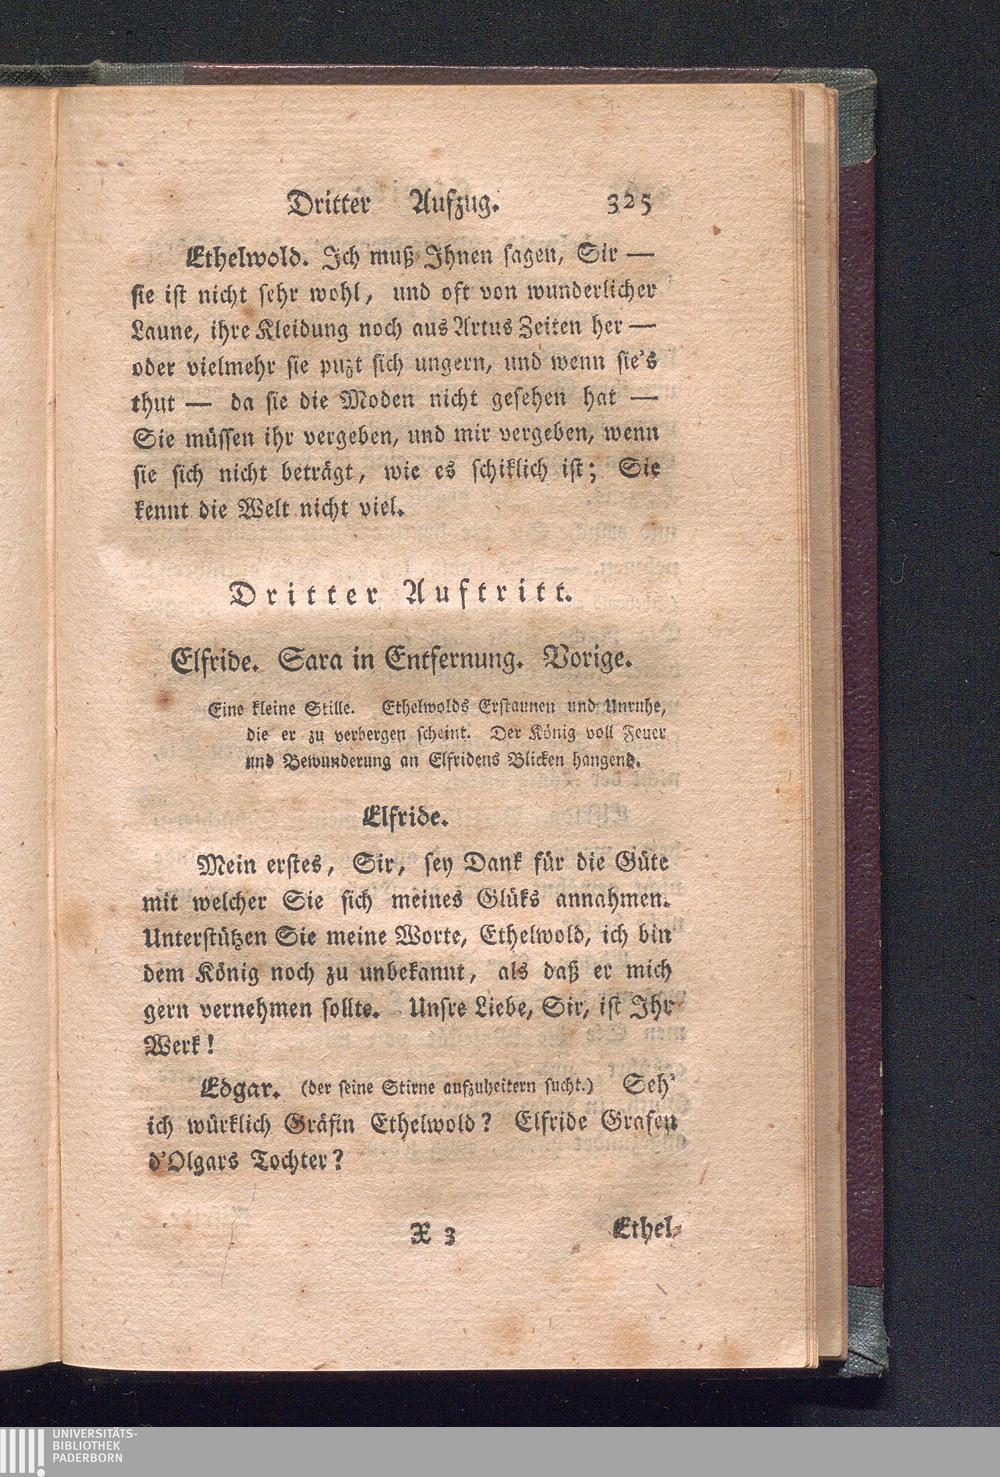 Dritter Aufzug. 325
Ethelwold. Ich muß Ihnen sagen, Sir —
sie ist nicht sehr wohl, und oft von wunderlicher
Laune, ihre Kleidung noch aus Artus Zeiten her —
oder vielmehr sie puzt sich ungern, und wenn sie's
thut — da sie die Moden nicht gesehen hat —
Sie müssen ihr vergeben, und mir vergeben, wenn
sie sich nicht beträgt, wie es schiklich ist; Sie
kennt die Welt nicht viel.
Dritter Auftritt.
Elfride. Sara in Entfernung. Vorige.
Eine kleine Stille. Ethelwolds Erstaunen und Unruhe,
die er zu verbergen scheint. Der König voll Feuer
und Bewunderung an Elfridens Blicken hangend.
Elfride.
Mein erstes, Sir, sey Dank für die Güte
mit welcher Sie sich meines Glüks annahmen.
Unterstützen Sie meine Worte, Ethelwold, ich bin
dem König noch zu unbekannt, als daß er mich
gern vernehmen sollte. Unsre Liebe, Sir, ist Ihr
Werk!
Edgar. (der seine Stirne aufzuheitern sucht.) Seh'
ich würklich Gräfin Ethelwold? Elfride Grafen
d'Olgars Tochter?
X 3 Ethel-
UNIVERSITÄTS-
BIBLIOTHEK
PADERBORN